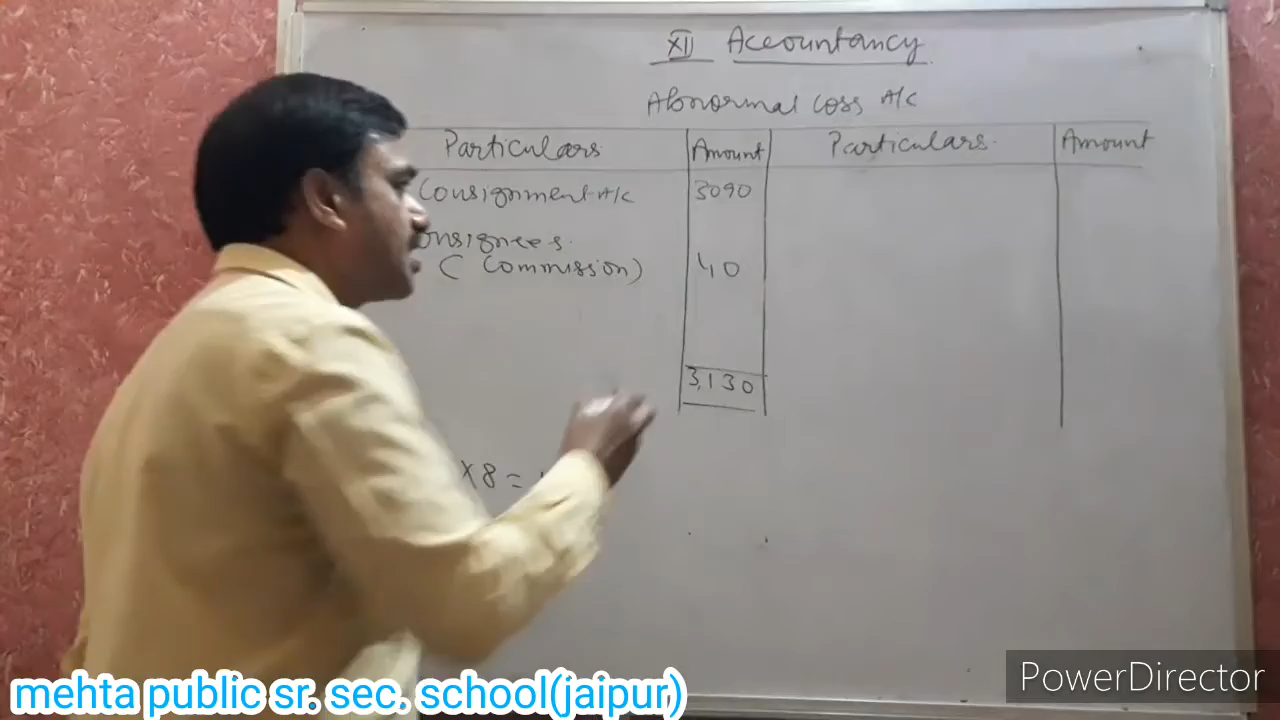 XII Accountancy
Abnormal Loss A/C
Particulars Amount Particulars. Amount
Consignment A/c 3090
onsignees.
( Commission) 40
3,130
x 8 =
mehta public sr. sec. school(jaipur)
PowerDirector